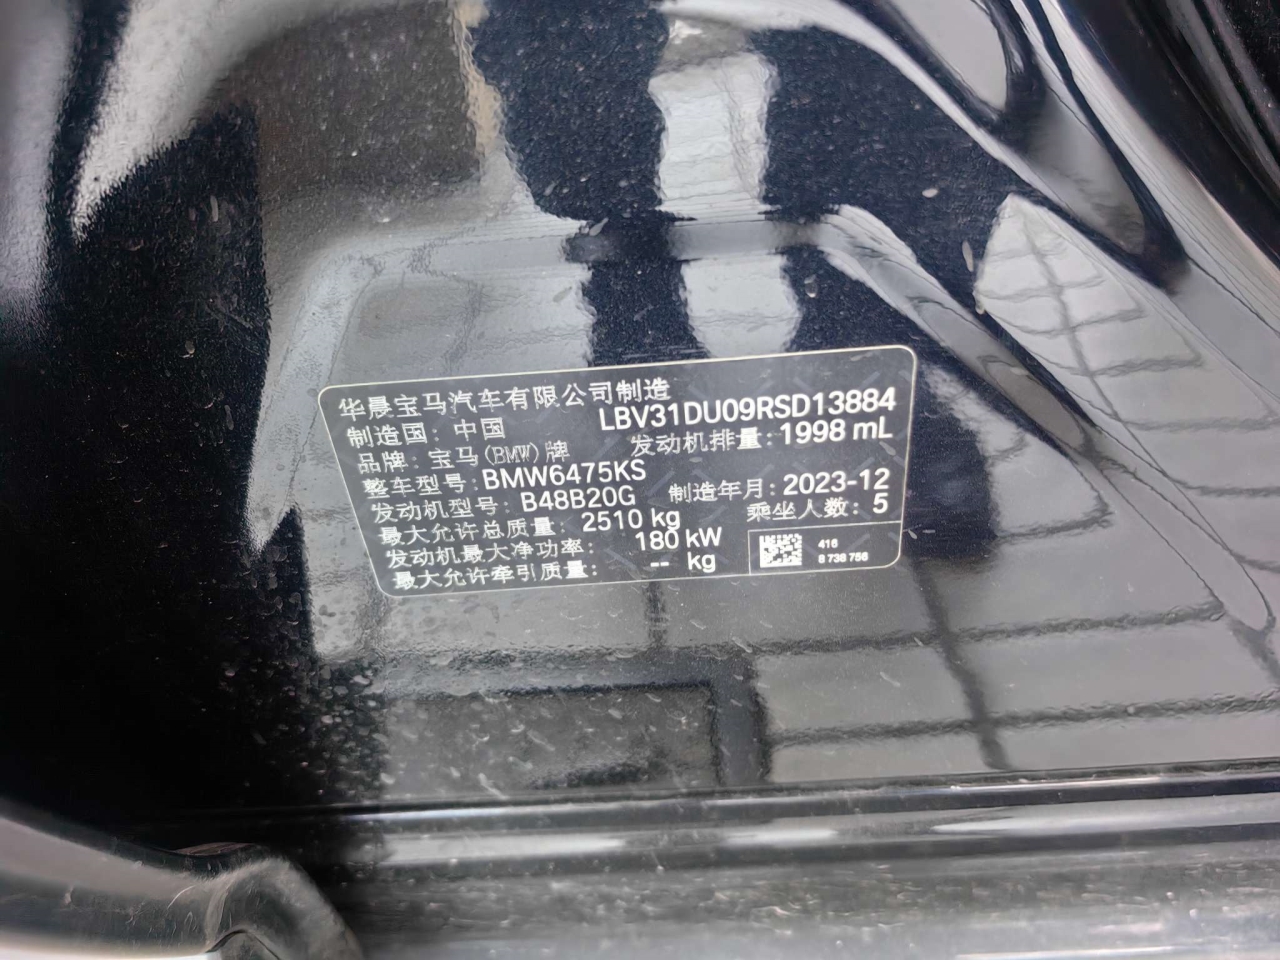 华晨宝马汽车有限公司制造
制造国：中国 LBV31DU09RSD13884
品牌：宝马(BMW)牌 发动机排量：1998 mL
整车型号：BMW6475KS
发动机型号：B48B20G 制造年月：2023-12
最大允许总质量：2510 kg 乘坐人数：5
发动机最大净功率：180 kW
最大允许牵引质量：-- kg
416
8 738 756